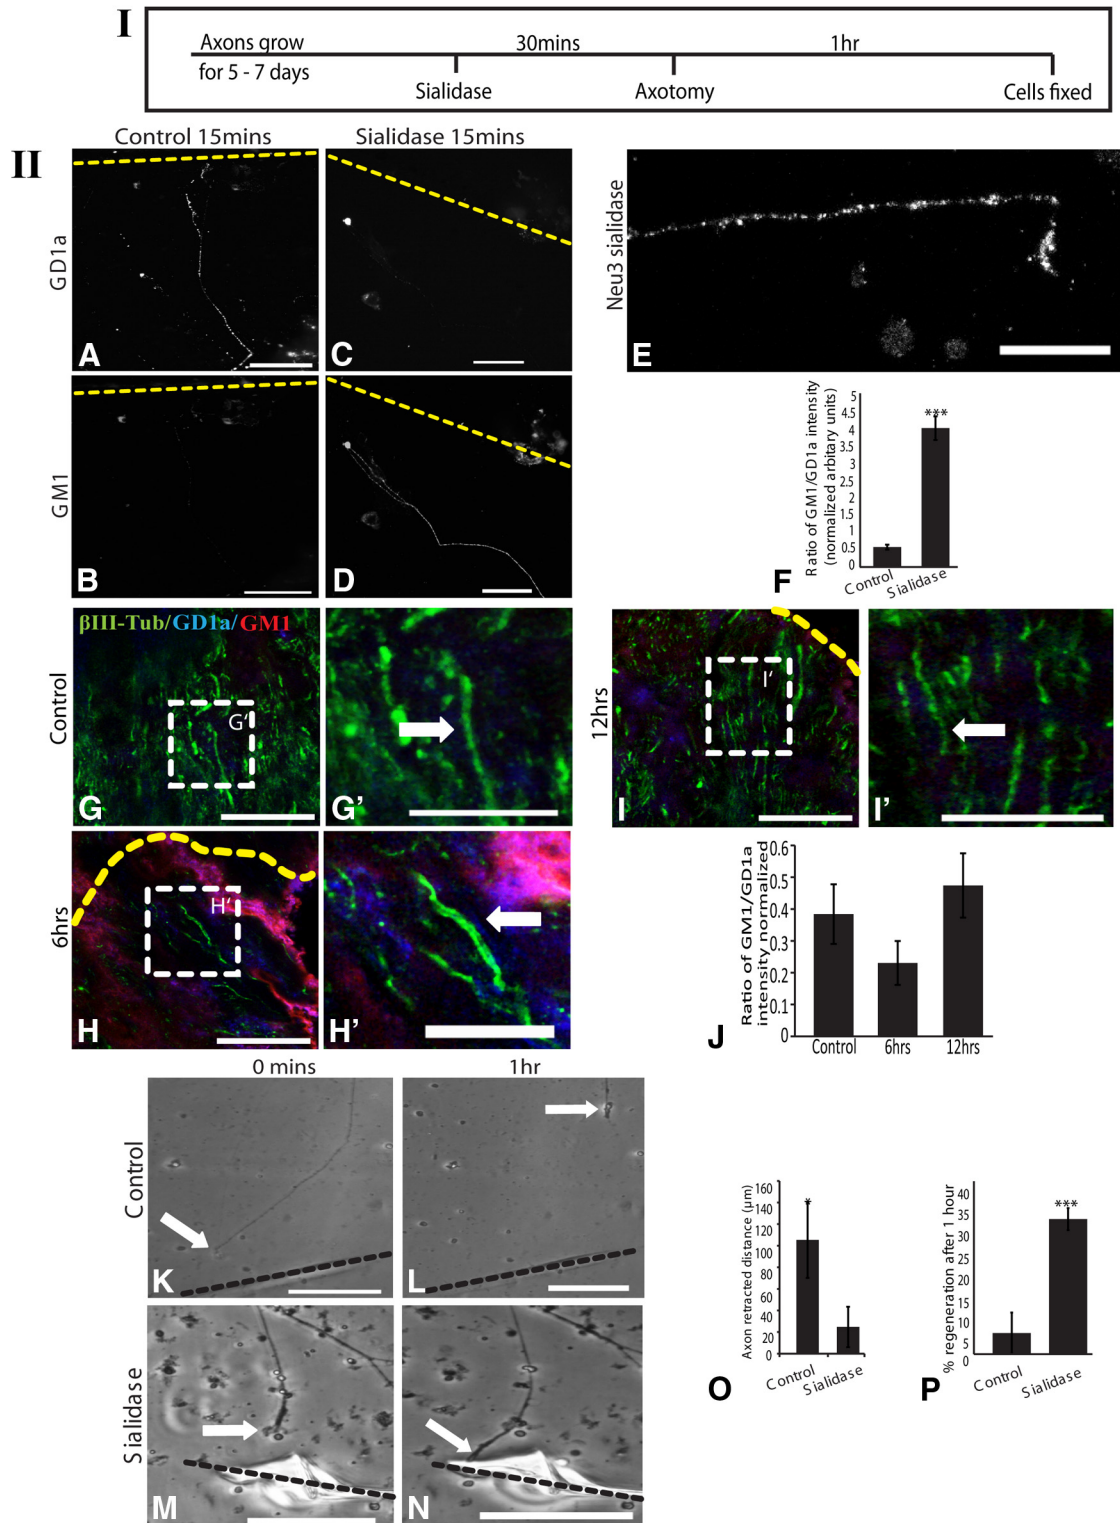 I
Axons grow
for 5 - 7 days
30mins
1hr
Sialidase
Axotomy
Cells fixed
II
Control 15mins
Sialidase 15mins
GD1a
A
C
Neu3 sialidase
E
GM1
B
D
Ratio of GM1/GD1a intensity
(normalized arbitary units)
5
4.5
4
3.5
3
2.5
2
1.5
1
0.5
0
***
Control
Sialidase
F
βIII-Tub/GD1a/GM1
Control
G'
G
G'
12hrs
I'
I
I'
6hrs
H'
H
H'
Ratio of GM1/GD1a
intensity normalized
0.6
0.5
0.4
0.3
0.2
0.1
0
Control
6hrs
12hrs
J
0 mins
1hr
Control
K
L
Sialidase
M
N
Axon retracted distance (µm)
160
140
120
100
80
60
40
20
0
*
Control
Sialidase
O
% regeneration after 1 hour
40
35
30
25
20
15
10
5
0
***
Control
Sialidase
P